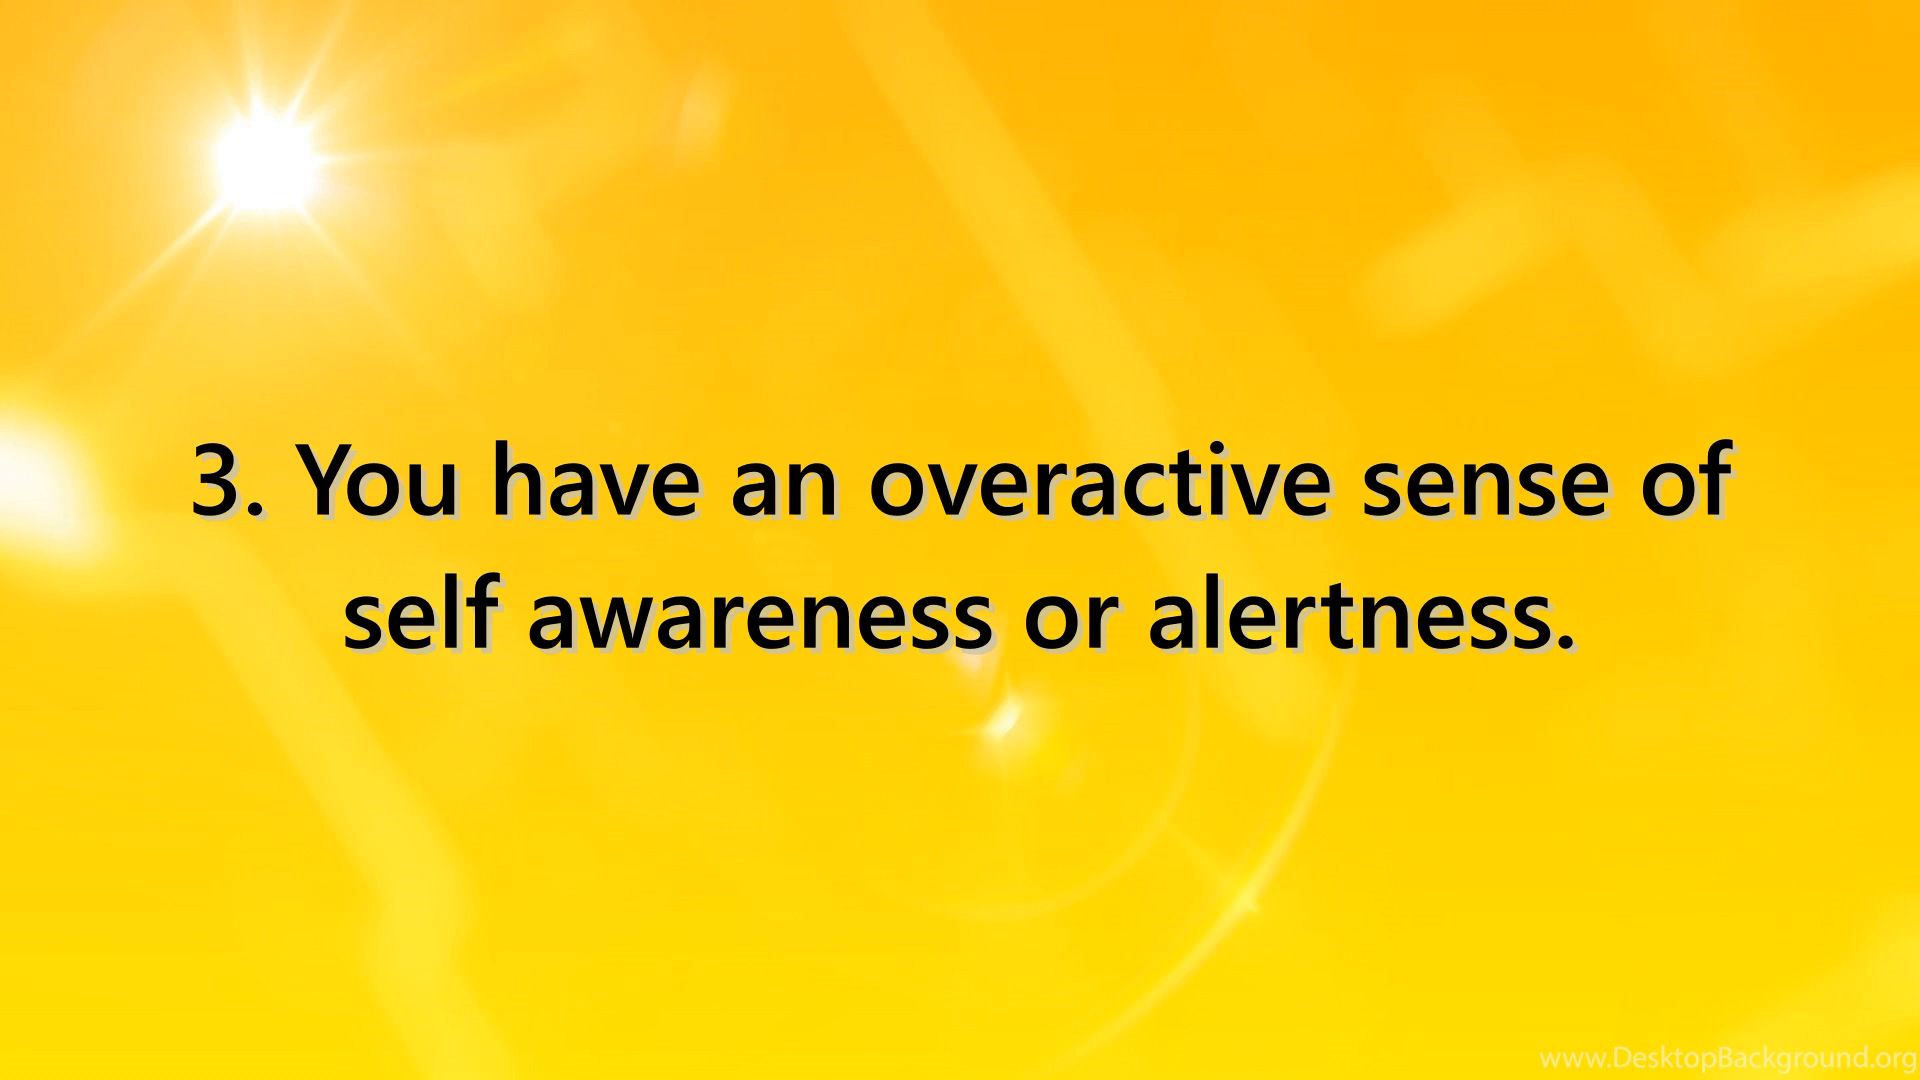 3. You have an overactive sense of
self awareness or alertness.
www.DesktopBackground.org